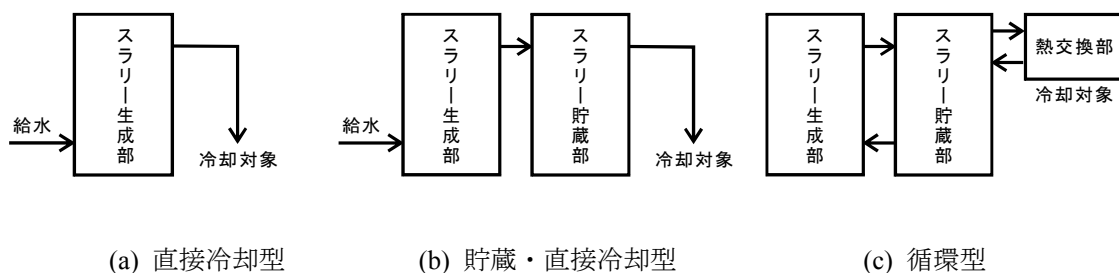 スラリー生成部
給水
冷却対象
(a) 直接冷却型
スラリー生成部
スラリー貯蔵部
給水
冷却対象
(b) 貯蔵・直接冷却型
スラリー生成部
スラリー貯蔵部
熱交換部
冷却対象
(c) 循環型